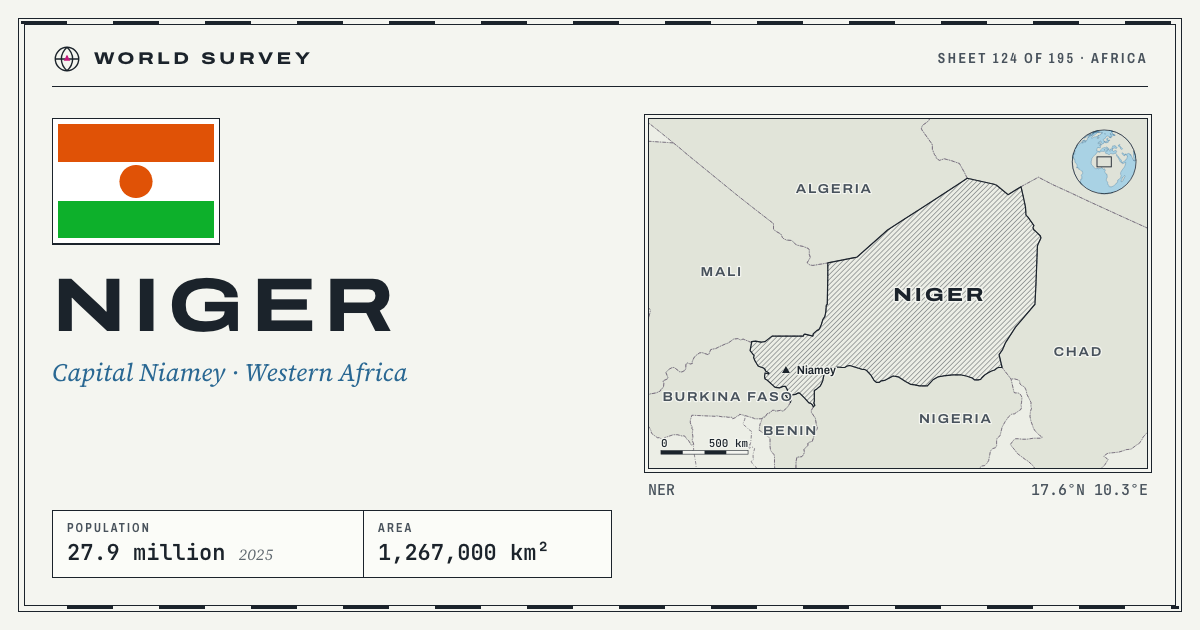 WORLD SURVEY
SHEET 124 OF 195 · AFRICA
NIGER
Capital Niamey · Western Africa
ALGERIA
MALI
NIGER
CHAD
Niamey
BURKINA FASO
NIGERIA
BENIN
0 500 km
NER 17.6°N 10.3°E
POPULATION
27.9 million 2025
AREA
1,267,000 km²